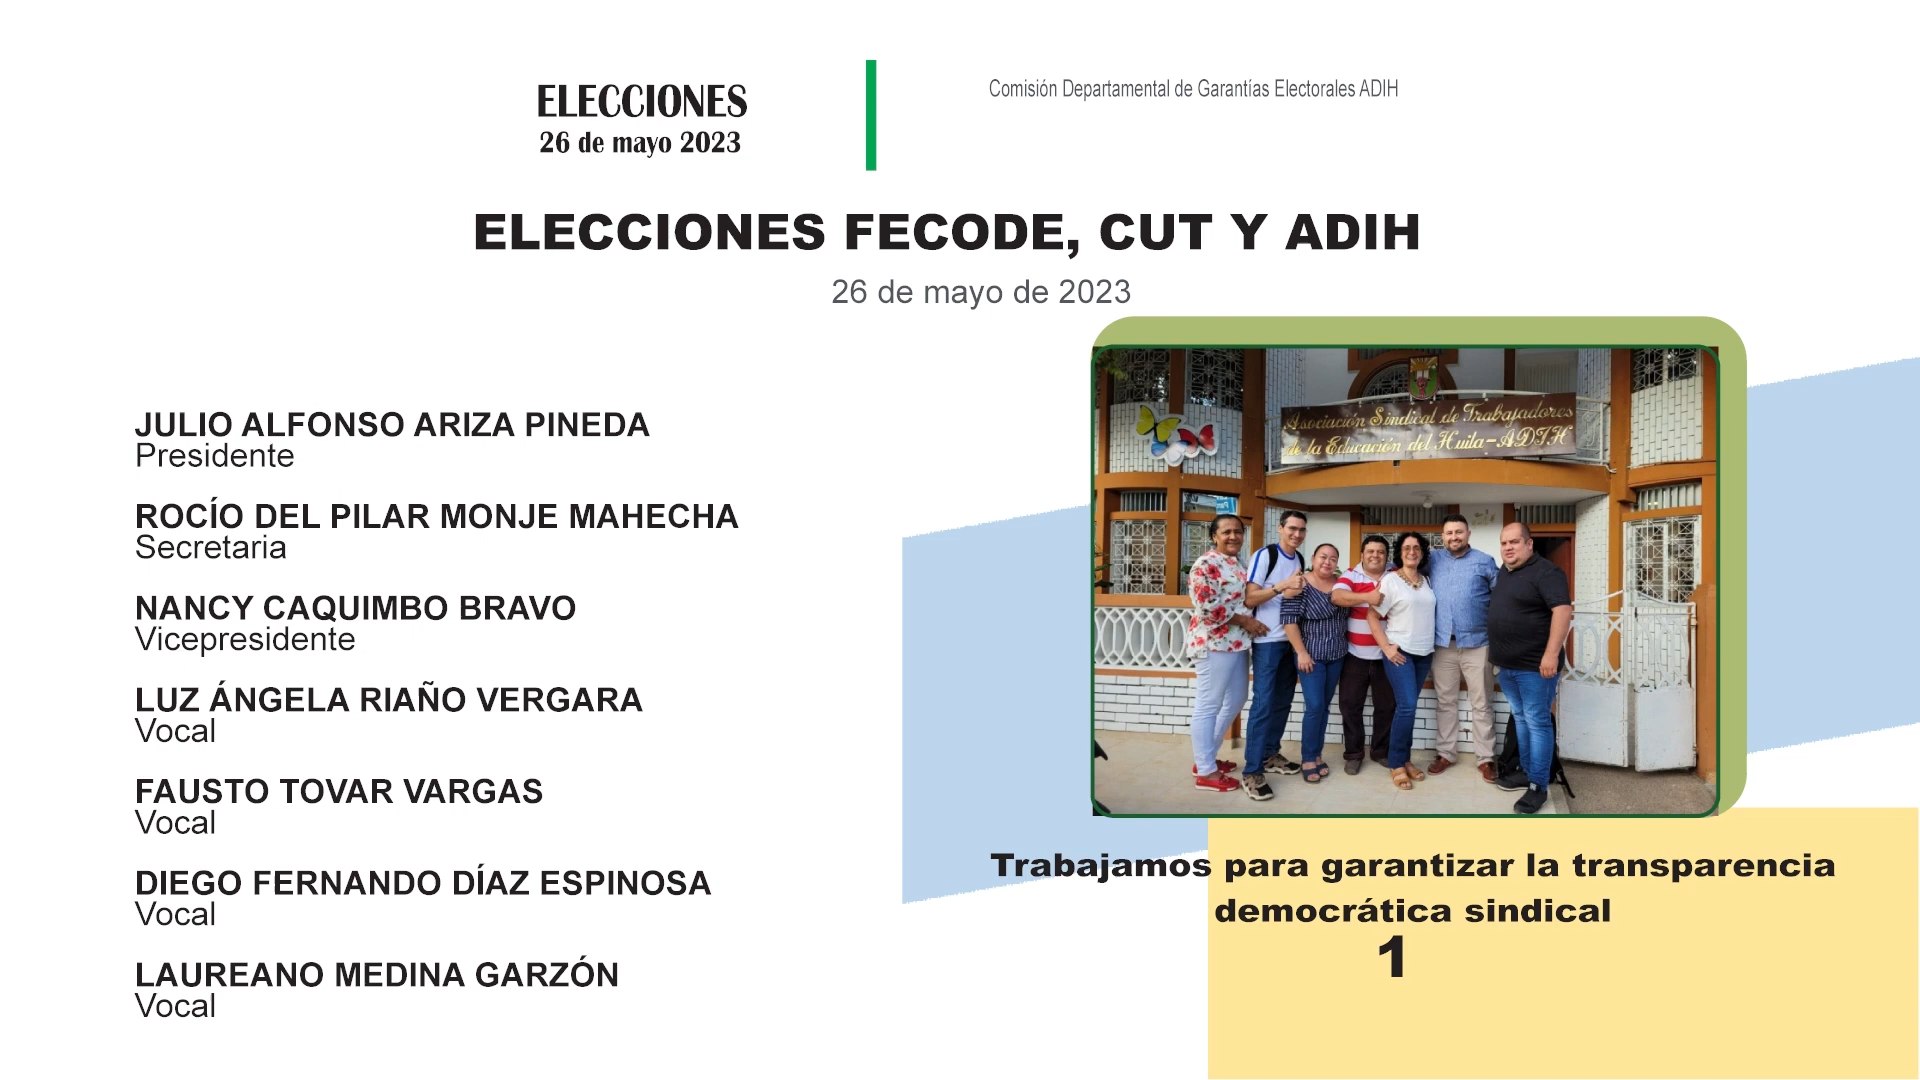 ELECCIONES
26 de mayo 2023
Comisión Departamental de Garantías Electorales ADIH
ELECCIONES FECODE, CUT Y ADIH
26 de mayo de 2023
JULIO ALFONSO ARIZA PINEDA
Presidente
ROCÍO DEL PILAR MONJE MAHECHA
Secretaria
NANCY CAQUIMBO BRAVO
Vicepresidente
LUZ ÁNGELA RIAÑO VERGARA
Vocal
FAUSTO TOVAR VARGAS
Vocal
DIEGO FERNANDO DÍAZ ESPINOSA
Vocal
LAUREANO MEDINA GARZÓN
Vocal
Asociación Sindical de Trabajadores
de la Educación del Huila-ADIH
Trabajamos para garantizar la transparencia
democrática sindical
1